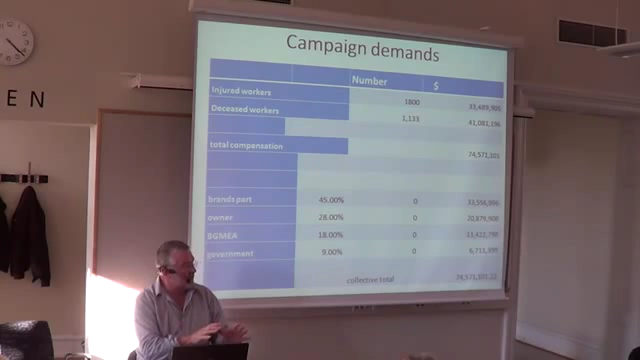 EN
Campaign demands
Number $
Injured workers 1800 33,489,905
Deceased workers 1,133 41,081,196
total compensation 74,571,101
brands part 45.00% 0 33,556,996
owner 28.00% 0 20,879,908
BGMEA 18.00% 0 13,422,798
government 9.00% 0 6,711,399
collective total 74,571,101.22